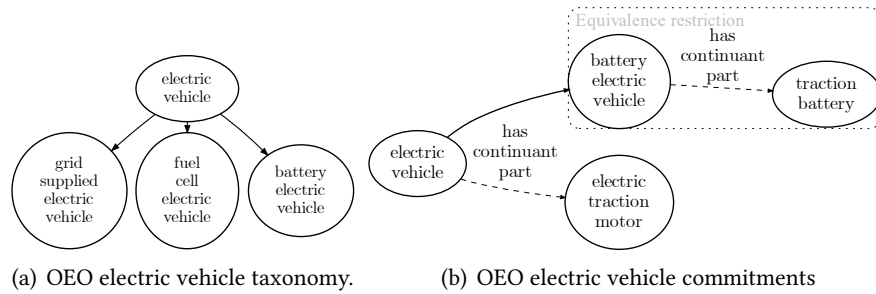 electric
vehicle
grid
supplied
electric
vehicle
fuel
cell
electric
vehicle
battery
electric
vehicle
(a) OEO electric vehicle taxonomy.
Equivalence restriction
battery
electric
vehicle
has
continuant
part
traction
battery
electric
vehicle
has
continuant
part
electric
traction
motor
(b) OEO electric vehicle commitments